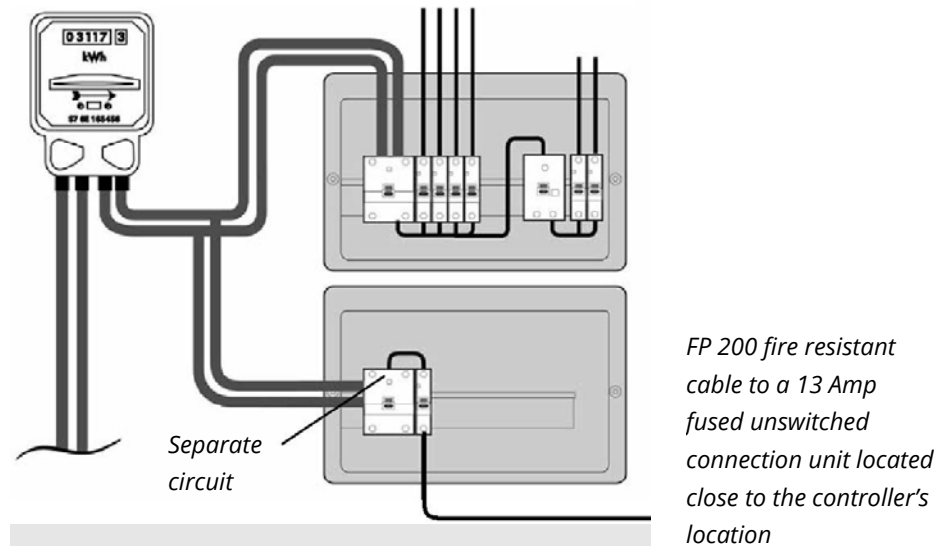 03117 3
kWh
Separate
circuit
FP 200 fire resistant
cable to a 13 Amp
fused unswitched
connection unit located
close to the controller's
location